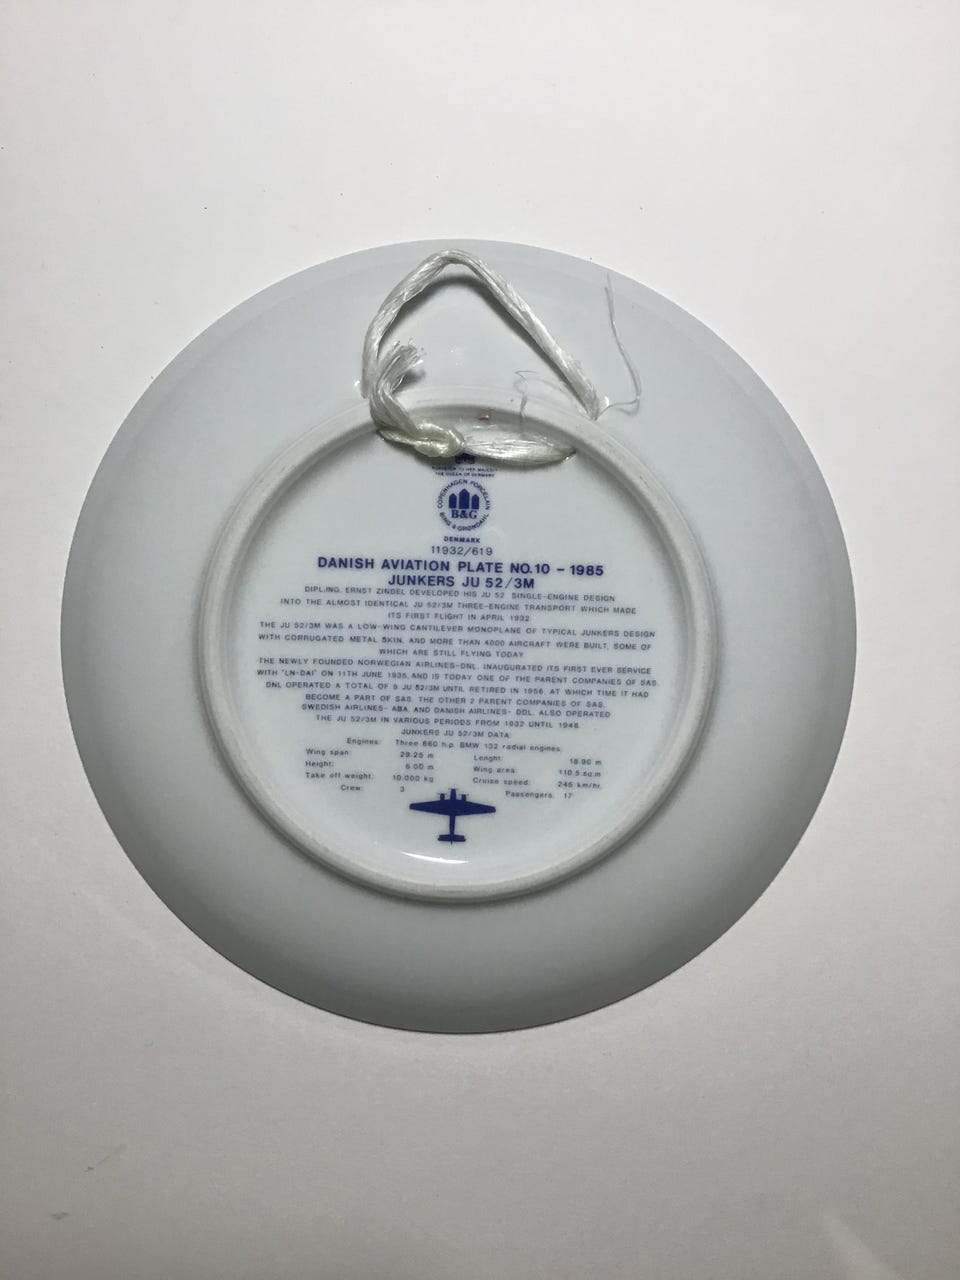 PURVEYOR TO HER MAJESTY
THE QUEEN OF DENMARK
COPENHAGEN PORCELAIN
B&G
BING & GRØNDAHL
DENMARK
11932/619
DANISH AVIATION PLATE NO.10 - 1985
JUNKERS JU 52/3M
DIPL.ING. ERNST ZINDEL DEVELOPED HIS JU 52 SINGLE-ENGINE DESIGN
INTO THE ALMOST IDENTICAL JU 52/3M THREE-ENGINE TRANSPORT WHICH MADE
ITS FIRST FLIGHT IN APRIL 1932
THE JU 52/3M WAS A LOW-WING CANTILEVER MONOPLANE OF TYPICAL JUNKERS DESIGN
WITH CORRUGATED METAL SKIN, AND MORE THAN 4000 AIRCRAFT WERE BUILT, SOME OF
WHICH ARE STILL FLYING TODAY.
THE NEWLY FOUNDED NORWEGIAN AIRLINES-DNL, INAUGURATED ITS FIRST EVER SERVICE
WITH "LN-DAI" ON 11TH JUNE 1935, AND IS TODAY ONE OF THE PARENT COMPANIES OF SAS.
DNL OPERATED A TOTAL OF 9 JU 52/3M UNTIL RETIRED IN 1956, AT WHICH TIME IT HAD
BECOME A PART OF SAS. THE OTHER 2 PARENT COMPANIES OF SAS,
SWEDISH AIRLINES- ABA, AND DANISH AIRLINES- DDL, ALSO OPERATED
THE JU 52/3M IN VARIOUS PERIODS FROM 1932 UNTIL 1946.
JUNKERS JU 52/3M DATA:
Engines: Three 660 h.p. BMW 132 radial engines.
Wing span: 29.25 m Lenght: 18.90 m
Height: 6.00 m Wing area: 110.5 sq.m
Take off weight: 10.000 kg Cruise speed: 245 km/hr.
Crew: 3 Passengers: 17